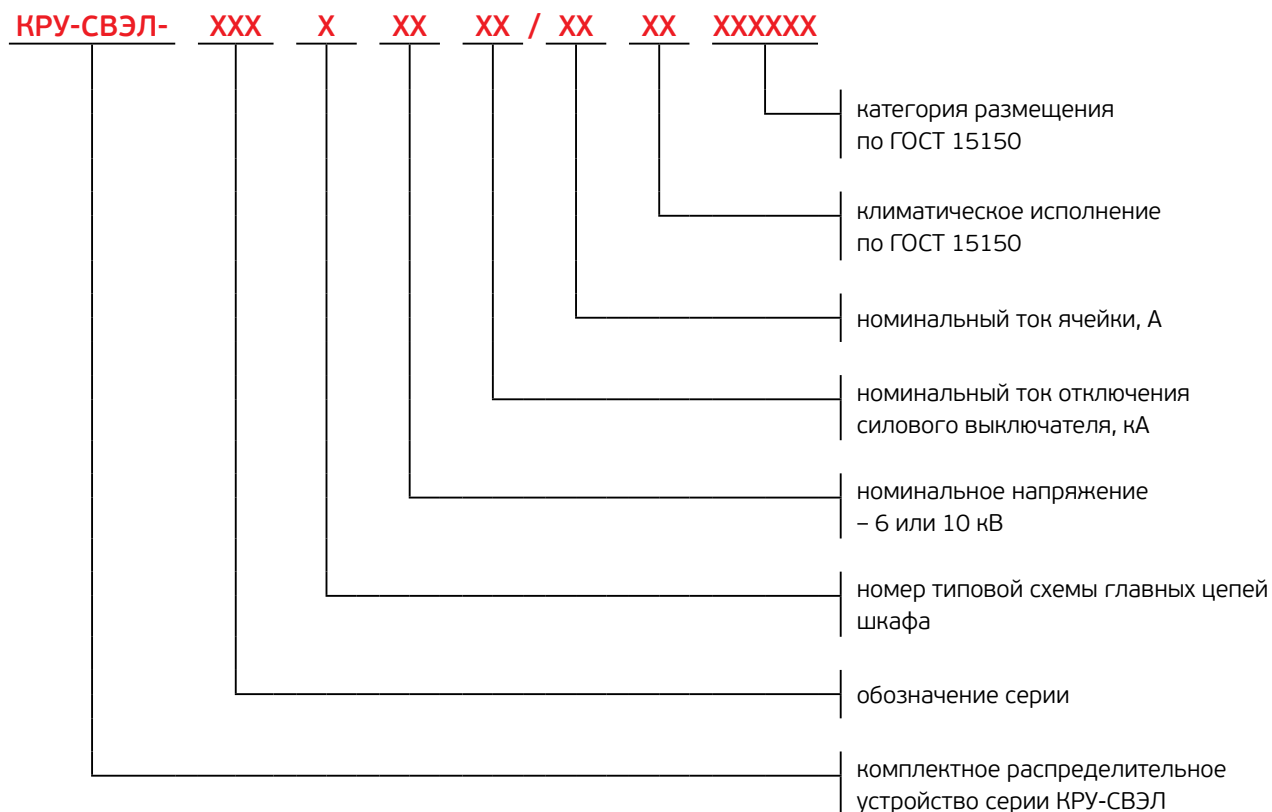 КРУ-СВЭЛ- XXX X XX XX / XX XX XXXXXX
категория размещения
по ГОСТ 15150
климатическое исполнение
по ГОСТ 15150
номинальный ток ячейки, А
номинальный ток отключения
силового выключателя, кА
номинальное напряжение
– 6 или 10 кВ
номер типовой схемы главных цепей
шкафа
обозначение серии
комплектное распределительное
устройство серии КРУ-СВЭЛ